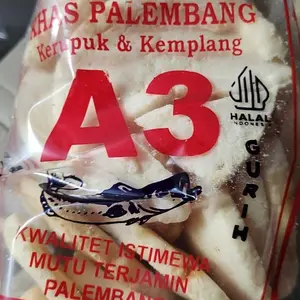 KHAS PALEMBANG
Kerupuk & Kemplang
A3
HALAL
INDONESIA
GURIH
KWALITET ISTIMEWA
MUTU TERJAMIN
PALEMBANG